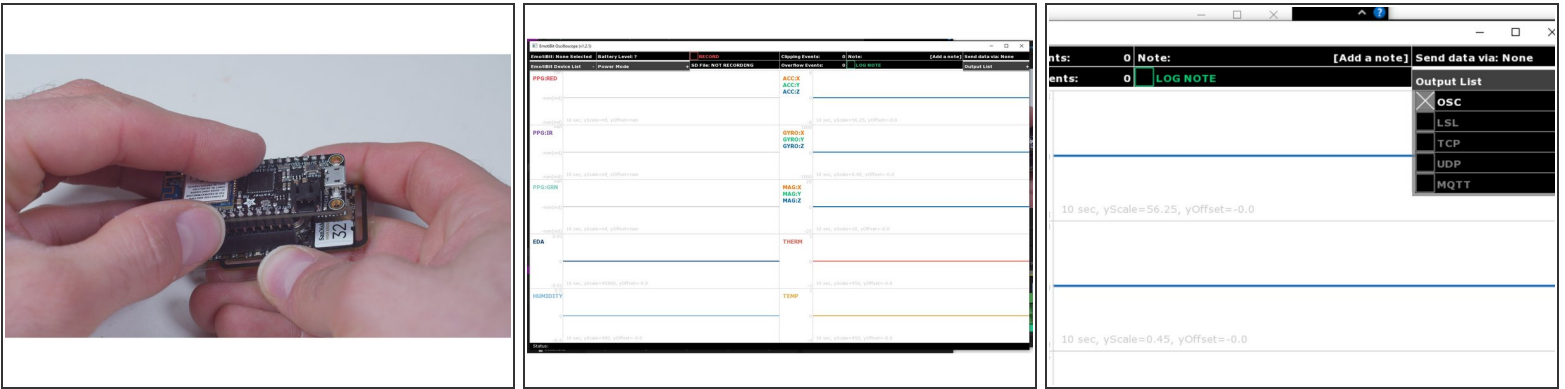 SanDisk
32
EmotiBit Oscilloscope (v1.2.1)
EmotiBit: None Selected
Battery Level: ?
RECORD
Clipping Events:
0
Note:
[Add a note]
Send data via: None
EmotiBit Device List
Power Mode
SD File: NOT RECORDING
Overflow Events:
0
LOG NOTE
Output List
PPG:RED
ACC:X
ACC:Y
ACC:Z
PPG:IR
GYRO:X
GYRO:Y
GYRO:Z
PPG:GRN
MAG:X
MAG:Y
MAG:Z
EDA
THERM
HUMIDITY
TEMP
Status:
nts:
0
Note:
[Add a note]
Send data via: None
ents:
0
LOG NOTE
Output List
OSC
LSL
TCP
UDP
MQTT
10 sec, yScale=56.25, yOffset=-0.0
10 sec, yScale=0.45, yOffset=-0.0